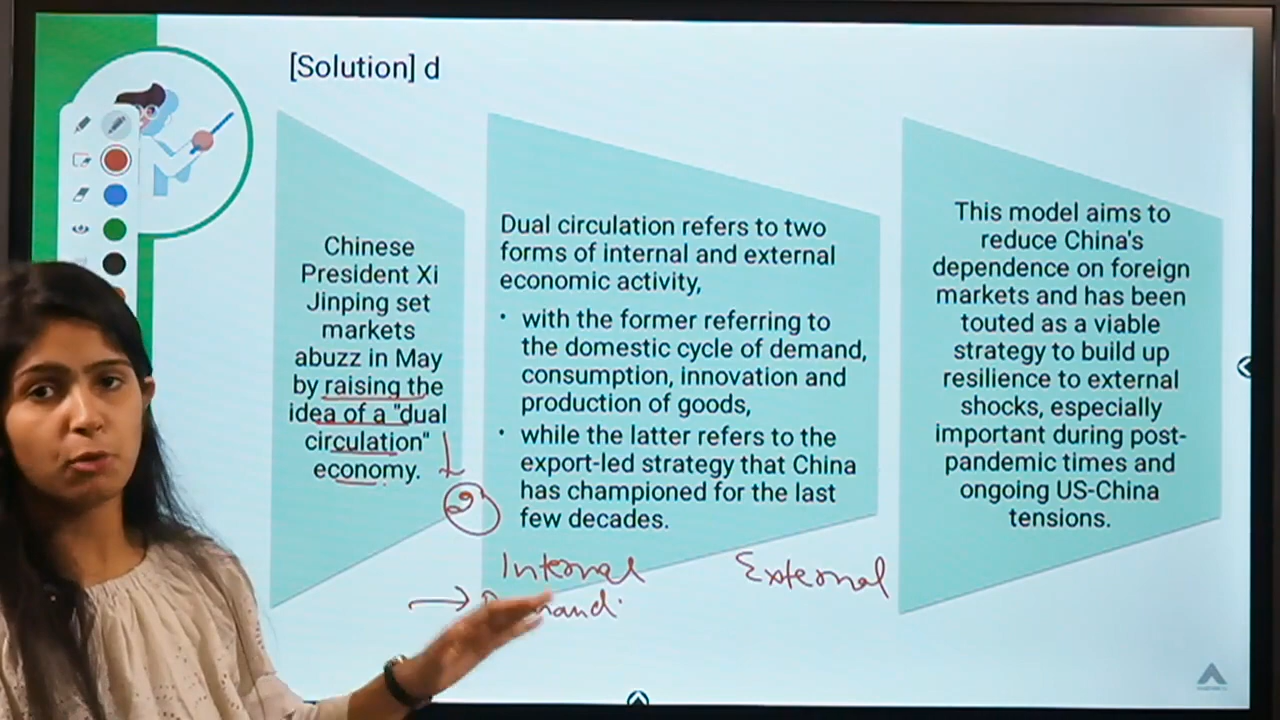 [Solution] d
Chinese
President Xi
Jinping set
markets
abuzz in May
by raising the
idea of a "dual
circulation"
economy.
2
Dual circulation refers to two
forms of internal and external
economic activity,
• with the former referring to
the domestic cycle of demand,
consumption, innovation and
production of goods,
• while the latter refers to the
export-led strategy that China
has championed for the last
few decades.
Internal External
This model aims to
reduce China's
dependence on foreign
markets and has been
touted as a viable
strategy to build up
resilience to external
shocks, especially
important during post-
pandemic times and
ongoing US-China
tensions.